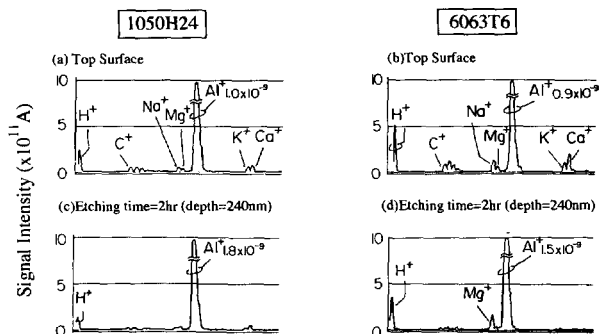 1050H24
6063T6
(a) Top Surface
(b)Top Surface
Signal Intensity (x10¹¹A)
10
5
0
H⁺
C⁺
Na⁺
Mg⁺
Al⁺1.0x10⁻⁹
K⁺
Ca⁺
10
5
0
H⁺
C⁺
Na⁺
Mg⁺
Al⁺0.9x10⁻⁹
K⁺
Ca⁺
(c)Etching time=2hr (depth=240nm)
(d)Etching time=2hr (depth=240nm)
10
5
0
H⁺
Al⁺1.8x10⁻⁹
10
5
0
H⁺
Mg⁺
Al⁺1.5x10⁻⁹